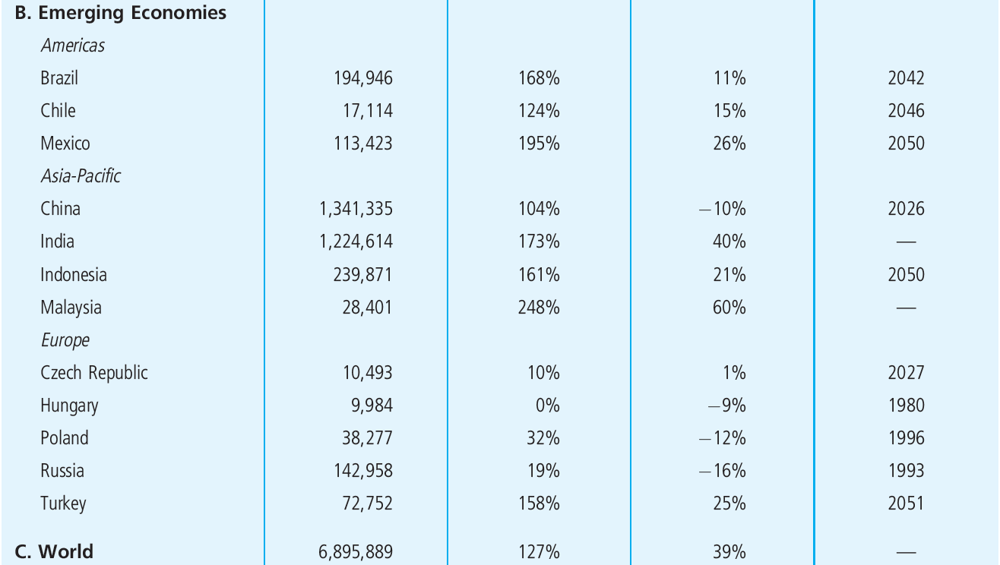 B. Emerging Economies
Americas
Brazil 194,946 168% 11% 2042
Chile 17,114 124% 15% 2046
Mexico 113,423 195% 26% 2050
Asia-Pacific
China 1,341,335 104% −10% 2026
India 1,224,614 173% 40% —
Indonesia 239,871 161% 21% 2050
Malaysia 28,401 248% 60% —
Europe
Czech Republic 10,493 10% 1% 2027
Hungary 9,984 0% −9% 1980
Poland 38,277 32% −12% 1996
Russia 142,958 19% −16% 1993
Turkey 72,752 158% 25% 2051
C. World 6,895,889 127% 39% —